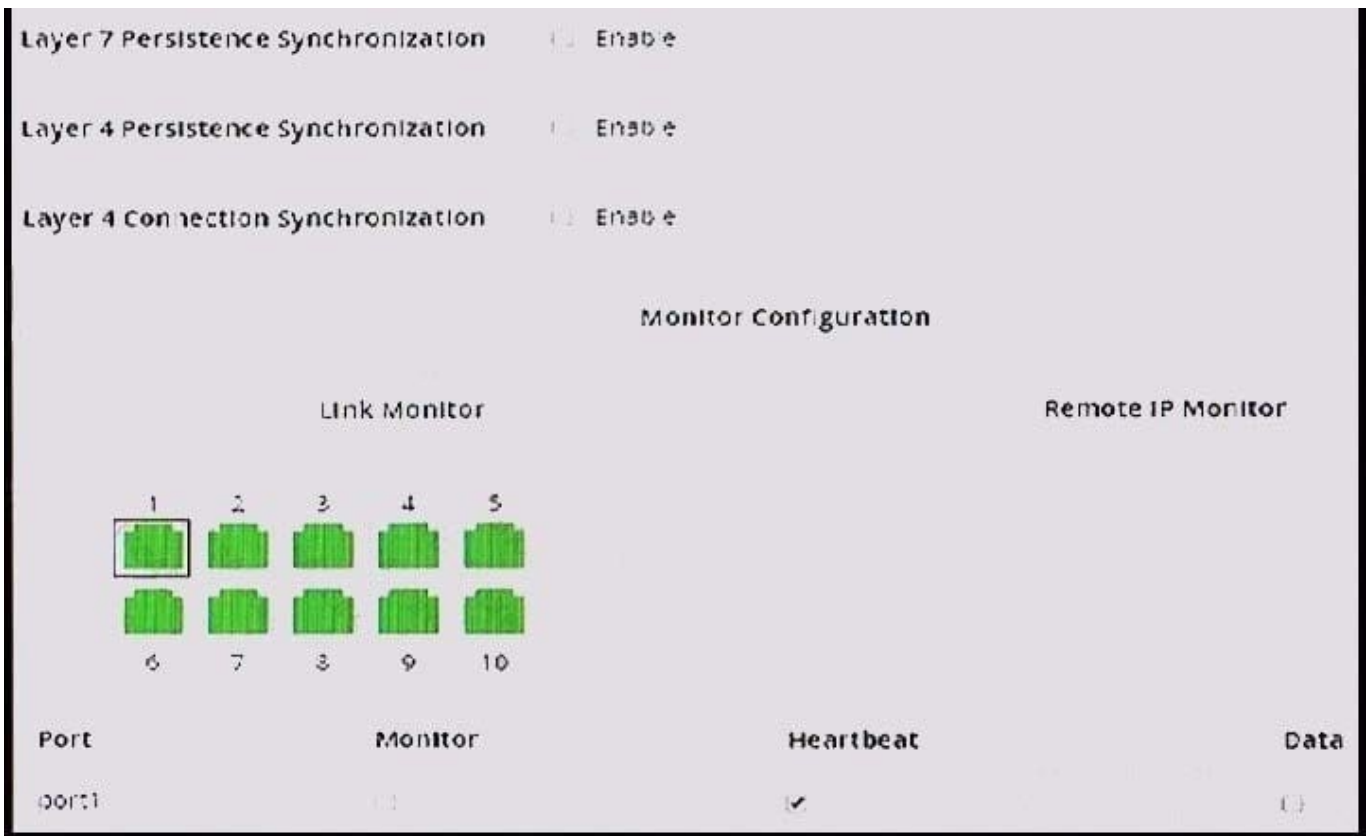 Layer 7 Persistence Synchronization Enable
Layer 4 Persistence Synchronization Enable
Layer 4 Connection Synchronization Enable
Monitor Configuration
Link Monitor Remote IP Monitor
1 2 3 4 5
6 7 8 9 10
Port Monitor Heartbeat Data
port1